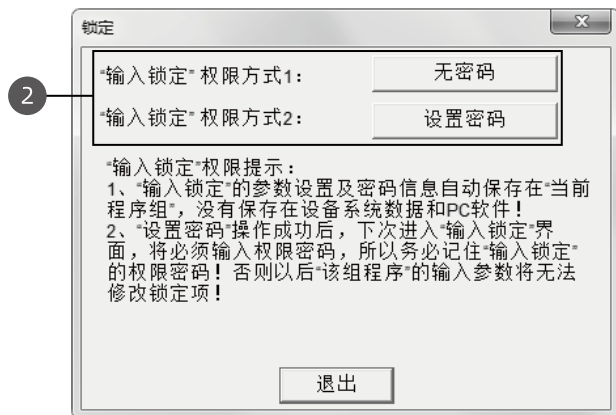 锁定
X
2
"输入锁定" 权限方式1:
无密码
"输入锁定" 权限方式2:
设置密码
"输入锁定"权限提示:
1、"输入锁定"的参数设置及密码信息自动保存在"当前
程序组",没有保存在设备系统数据和PC软件!
2、"设置密码"操作成功后,下次进入"输入锁定"界
面,将必须输入权限密码,所以务必记住"输入锁定"
的权限密码!否则以后"该组程序"的输入参数将无法
修改锁定项!
退出